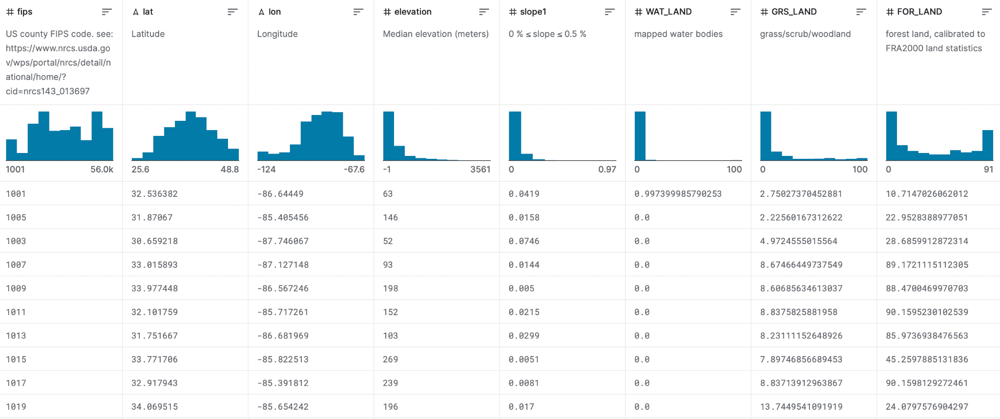 fips lat lon elevation slope1 WAT_LAND GRS_LAND FOR_LAND
US county FIPS code. see: Latitude Longitude Median elevation (meters) 0 % ≤ slope ≤ 0.5 % mapped water bodies grass/scrub/woodland forest land, calibrated to
https://www.nrcs.usda.go FRA2000 land statistics
v/wps/portal/nrcs/detail/n
ational/home/?
cid=nrcs143_013697
1001 56.0k 25.6 48.8 -124 -67.6 -1 3561 0 0.97 0 100 0 100 0 91
1001 32.536382 -86.64449 63 0.0419 0.997399985790253 2.75027370452881 10.7147026062012
1005 31.87067 -85.405456 146 0.0158 0.0 2.22560167312622 22.9528388977051
1003 30.659218 -87.746067 52 0.0746 0.0 4.9724555015564 28.6859912872314
1007 33.015893 -87.127148 93 0.0144 0.0 8.67466449737549 89.1721115112305
1009 33.977448 -86.567246 198 0.005 0.0 8.60685634613037 88.4700469970703
1011 32.101759 -85.717261 152 0.0215 0.0 8.8375825881958 90.1595230102539
1013 31.751667 -86.681969 103 0.0299 0.0 8.23111152648926 85.9736938476563
1015 33.771706 -85.822513 269 0.0051 0.0 7.89746856689453 45.2597885131836
1017 32.917943 -85.391812 239 0.0081 0.0 8.83713912963867 90.1598129272461
1019 34.069515 -85.654242 196 0.017 0.0 13.7449541091919 24.0797576904297